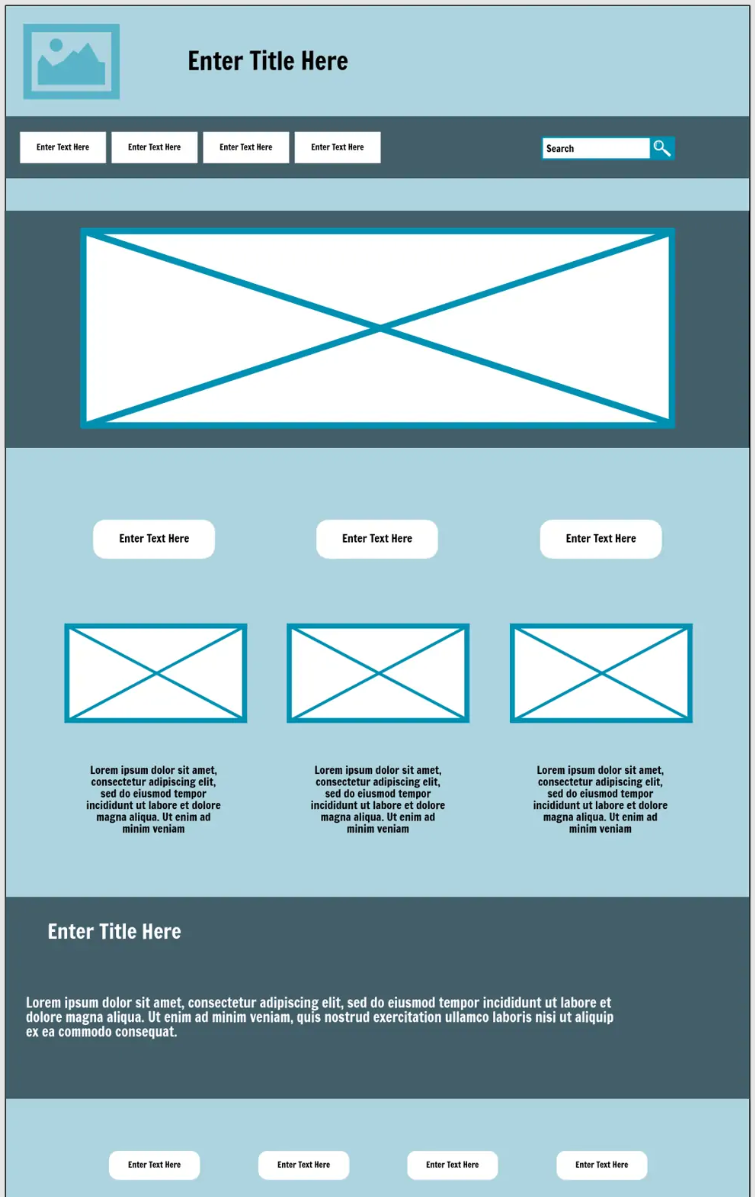 Enter Title Here
Enter Text Here
Enter Text Here
Enter Text Here
Enter Text Here
Search
Enter Text Here
Enter Text Here
Enter Text Here
Lorem ipsum dolor sit amet,
consectetur adipiscing elit,
sed do eiusmod tempor
incididunt ut labore et dolore
magna aliqua. Ut enim ad
minim veniam
Lorem ipsum dolor sit amet,
consectetur adipiscing elit,
sed do eiusmod tempor
incididunt ut labore et dolore
magna aliqua. Ut enim ad
minim veniam
Lorem ipsum dolor sit amet,
consectetur adipiscing elit,
sed do eiusmod tempor
incididunt ut labore et dolore
magna aliqua. Ut enim ad
minim veniam
Enter Title Here
Lorem ipsum dolor sit amet, consectetur adipiscing elit, sed do eiusmod tempor incididunt ut labore et
dolore magna aliqua. Ut enim ad minim veniam, quis nostrud exercitation ullamco laboris nisi ut aliquip
ex ea commodo consequat.
Enter Text Here
Enter Text Here
Enter Text Here
Enter Text Here